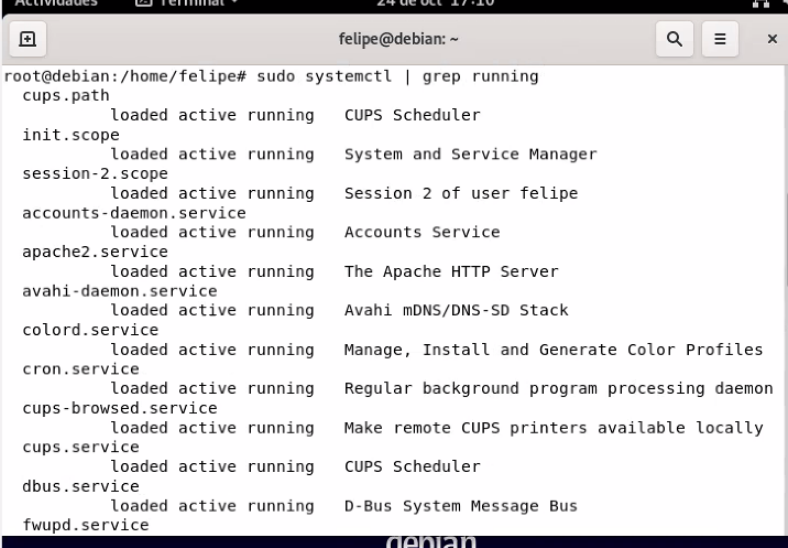 Actividades Terminal 24 de oct 17:10
felipe@debian: ~
root@debian:/home/felipe# sudo systemctl | grep running
cups.path
loaded active running CUPS Scheduler
init.scope
loaded active running System and Service Manager
session-2.scope
loaded active running Session 2 of user felipe
accounts-daemon.service
loaded active running Accounts Service
apache2.service
loaded active running The Apache HTTP Server
avahi-daemon.service
loaded active running Avahi mDNS/DNS-SD Stack
colord.service
loaded active running Manage, Install and Generate Color Profiles
cron.service
loaded active running Regular background program processing daemon
cups-browsed.service
loaded active running Make remote CUPS printers available locally
cups.service
loaded active running CUPS Scheduler
dbus.service
loaded active running D-Bus System Message Bus
fwupd.service
debian